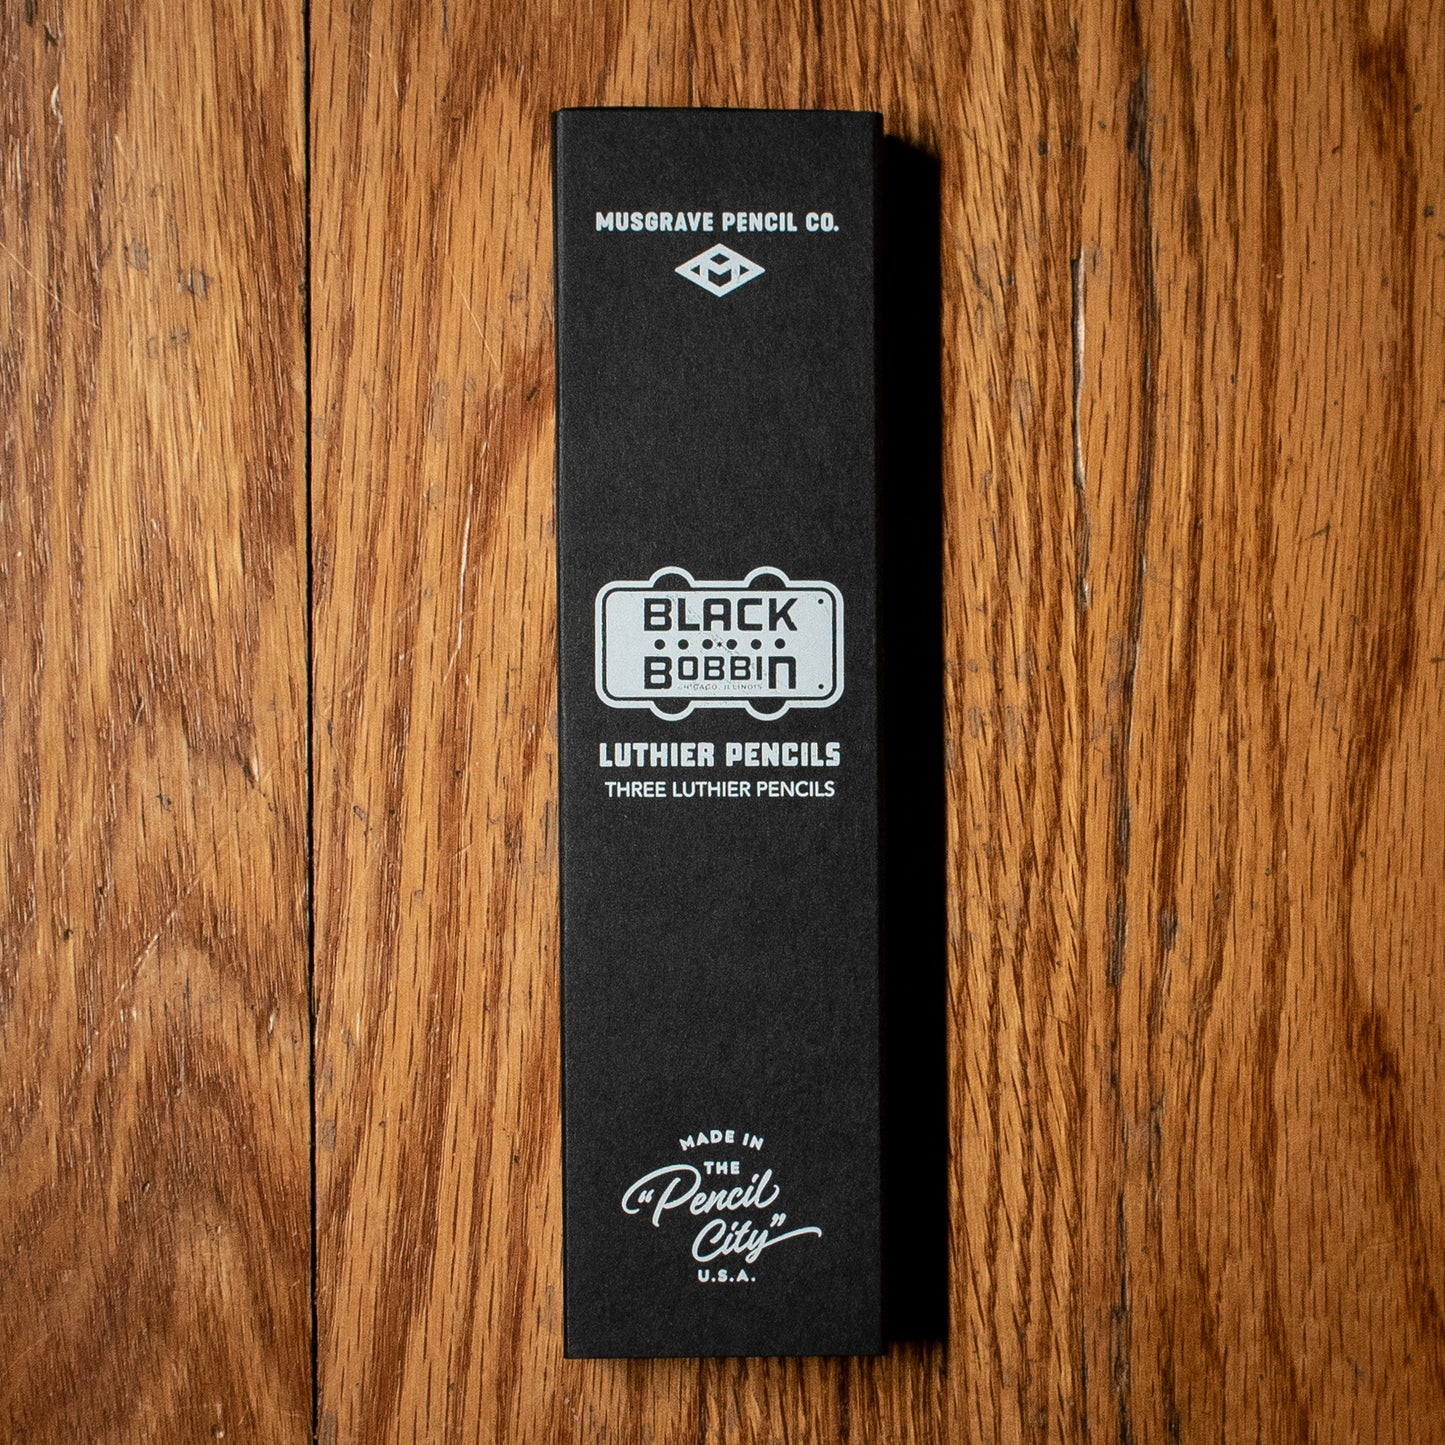 MUSGRAVE PENCIL CO.
M
BLACK
BOBBIN
CHICAGO, ILLINOIS
LUTHIER PENCILS
THREE LUTHIER PENCILS
MADE IN
THE
"Pencil
City"
U.S.A.